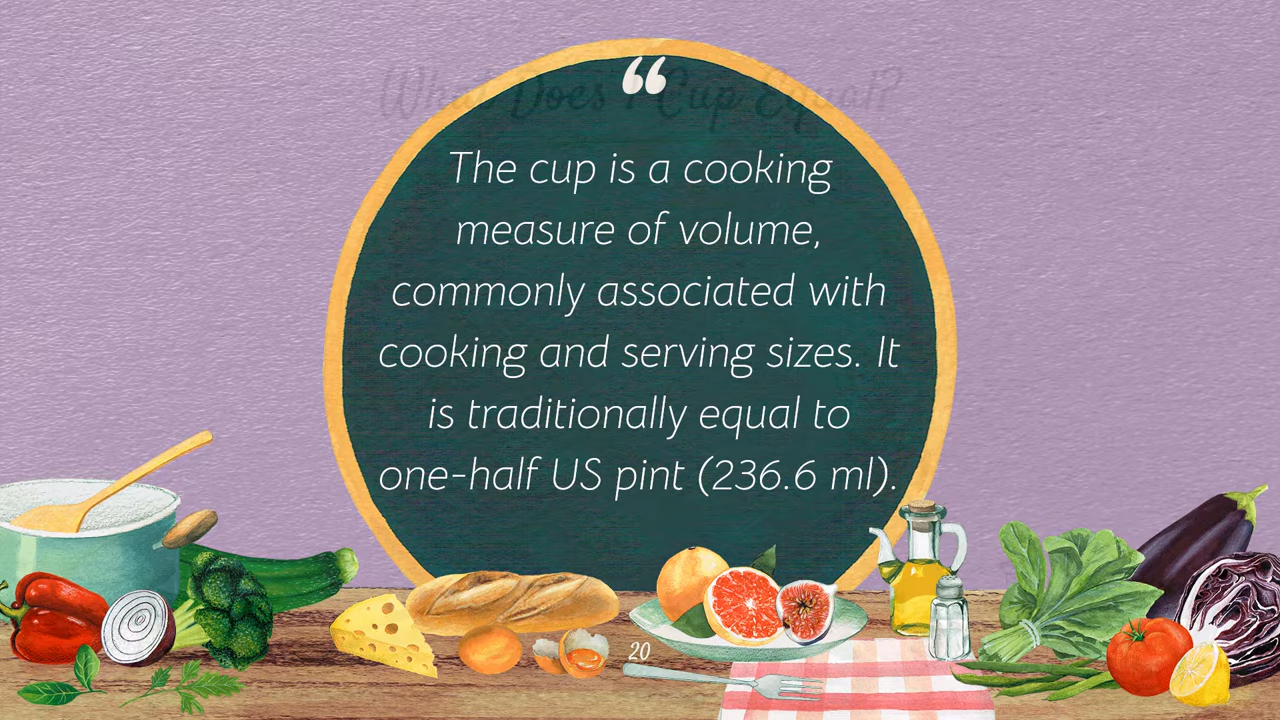 What Does 1 Cup Equal?
“
The cup is a cooking
measure of volume,
commonly associated with
cooking and serving sizes. It
is traditionally equal to
one-half US pint (236.6 ml).
20